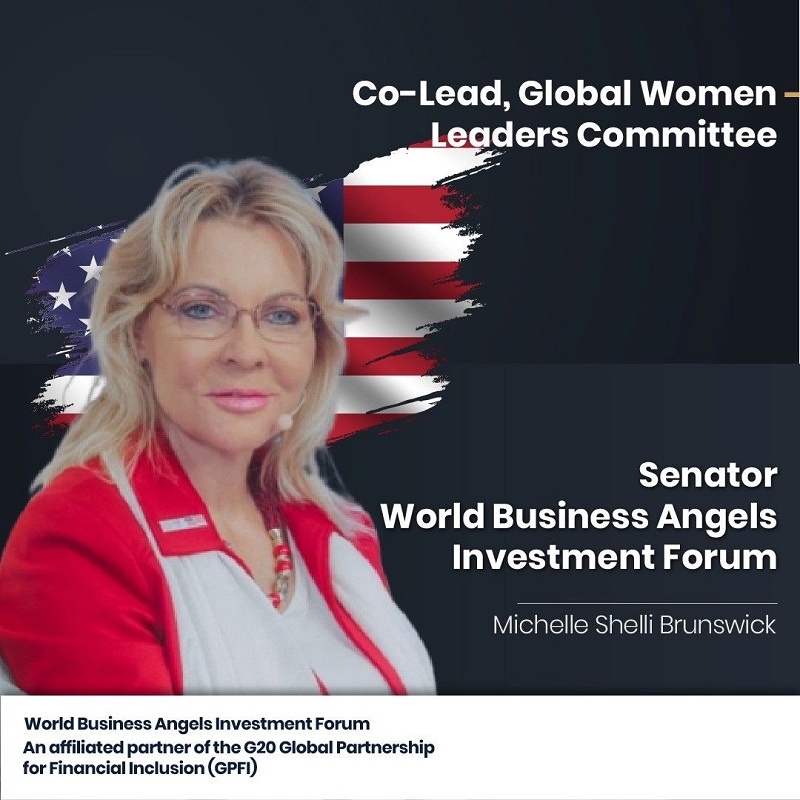 Co-Lead, Global Women
Leaders Committee
Senator
World Business Angels
Investment Forum
Michelle Shelli Brunswick
World Business Angels Investment Forum
An affiliated partner of the G20 Global Partnership
for Financial Inclusion (GPFI)